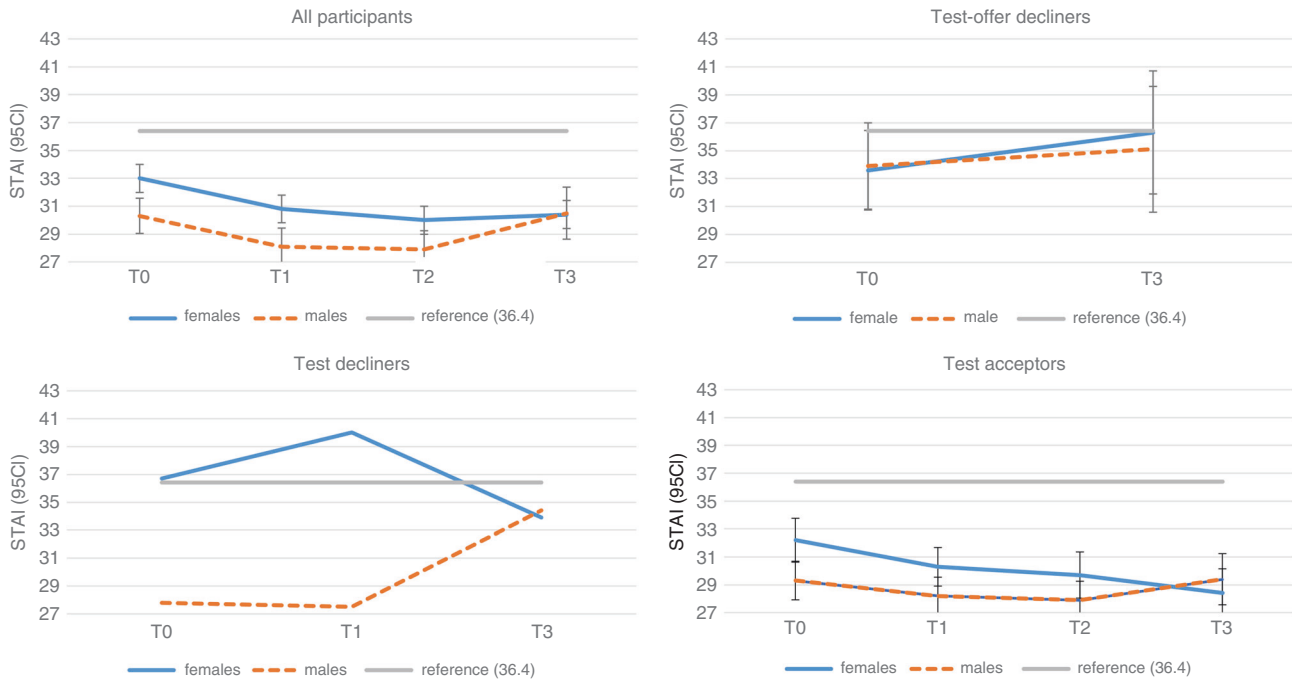 All participants
43
41
39
37
35
33
31
29
27
STAI (95CI)
T0 T1 T2 T3
females males reference (36.4)
Test-offer decliners
43
41
39
37
35
33
31
29
27
STAI (95CI)
T0 T3
female male reference (36.4)
Test decliners
43
41
39
37
35
33
31
29
27
STAI (95CI)
T0 T1 T3
females males reference (36.4)
Test acceptors
43
41
39
37
35
33
31
29
27
STAI (95CI)
T0 T1 T2 T3
females males reference (36.4)